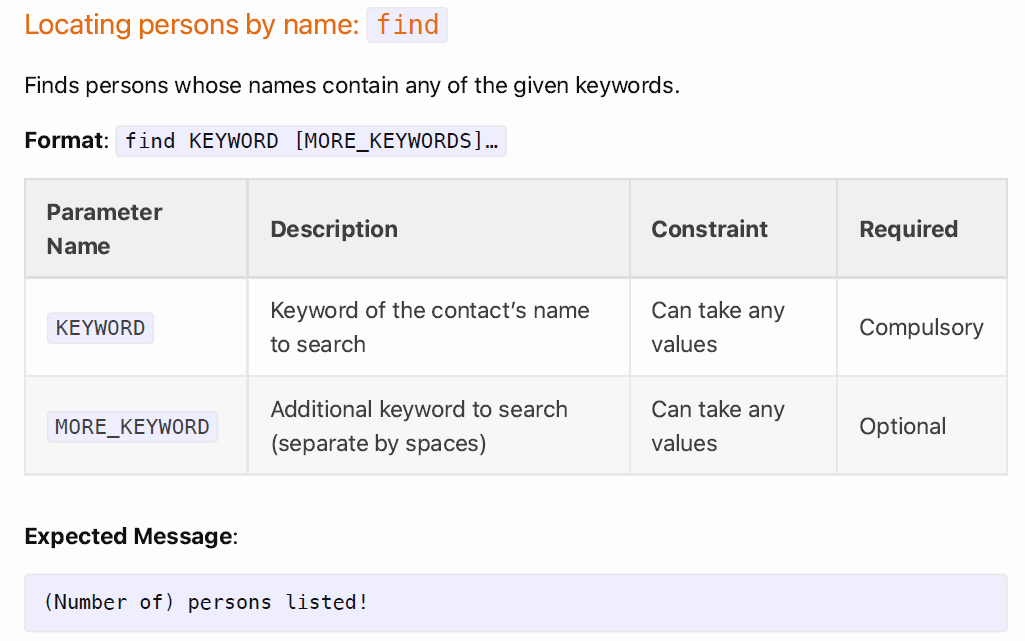 Locating persons by name: find
Finds persons whose names contain any of the given keywords.
Format: find KEYWORD [MORE_KEYWORDS]…
Parameter
Name
Description
Constraint
Required
KEYWORD
Keyword of the contact’s name
to search
Can take any
values
Compulsory
MORE_KEYWORD
Additional keyword to search
(separate by spaces)
Can take any
values
Optional
Expected Message:
(Number of) persons listed!